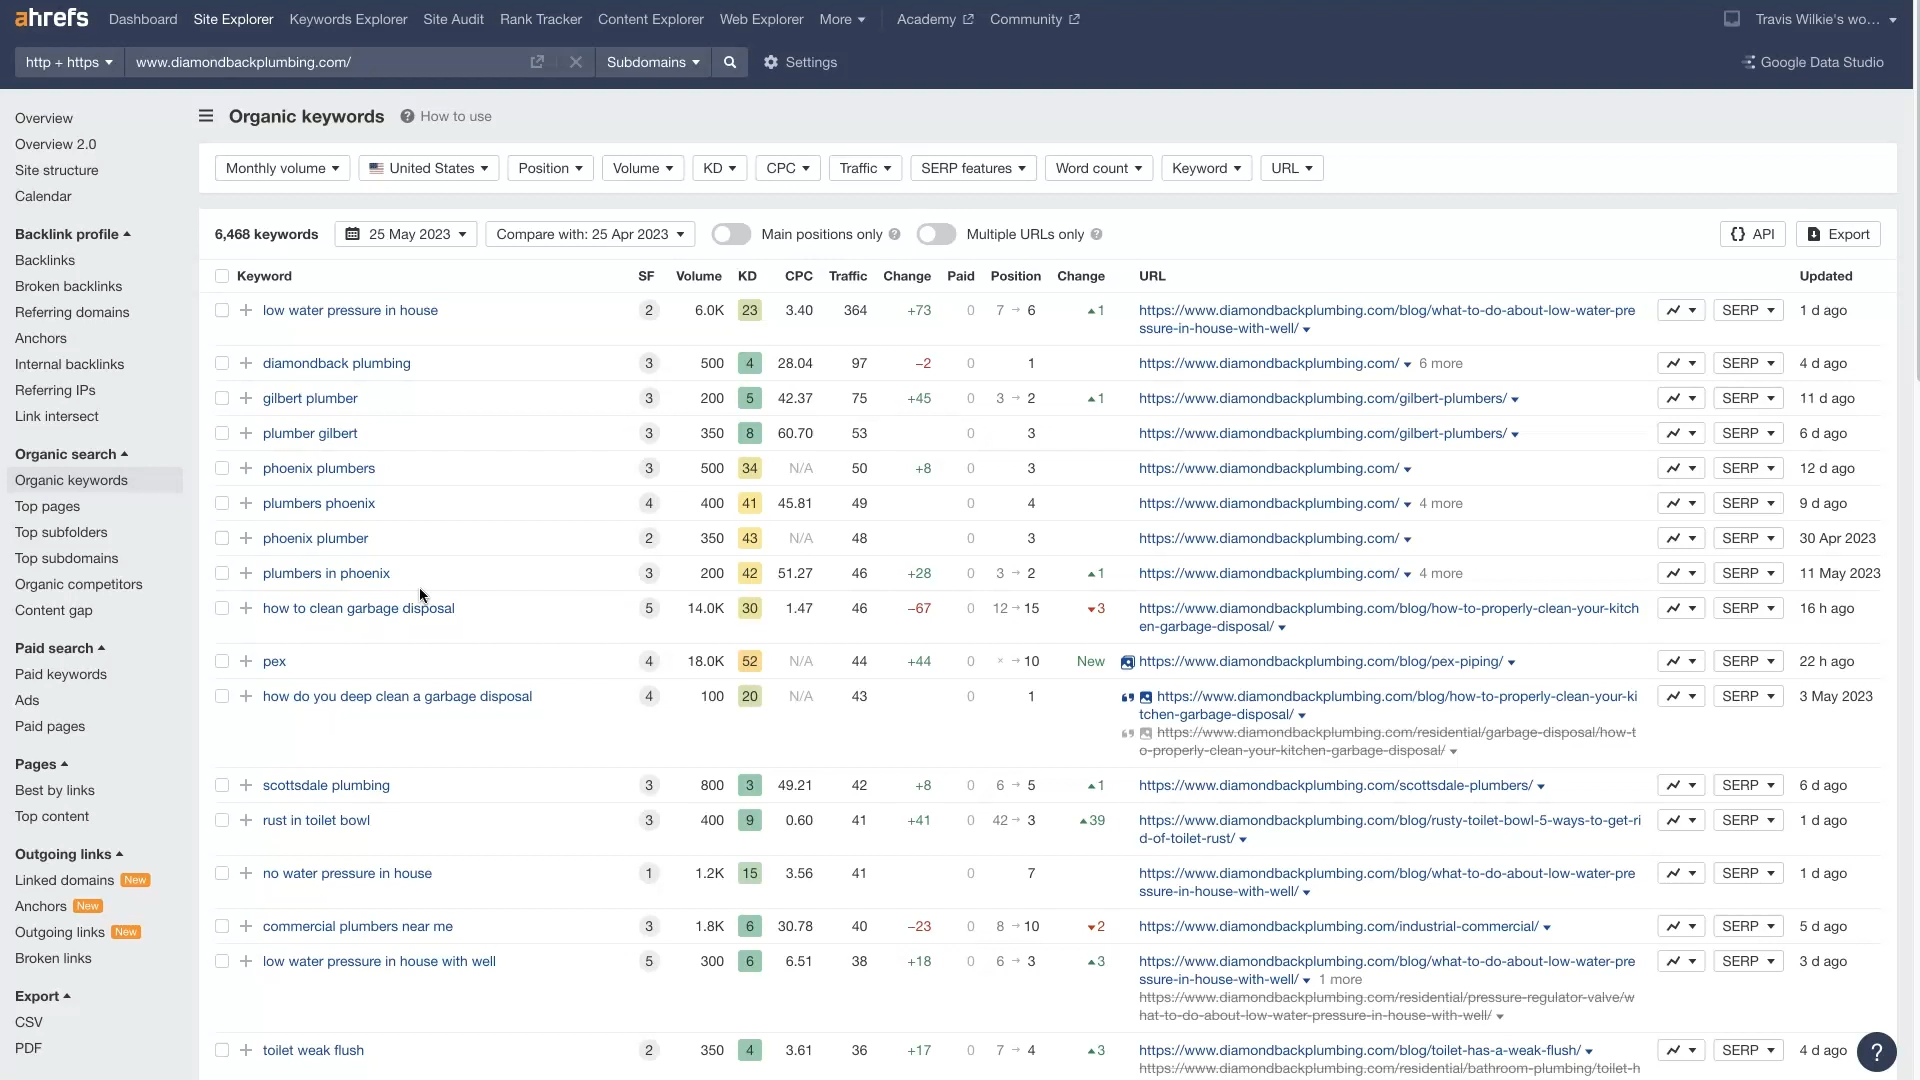 ahrefs Dashboard Site Explorer Keywords Explorer Site Audit Rank Tracker Content Explorer Web Explorer More Academy Community Travis Wilkie's wo...
http + https www.diamondbackplumbing.com/ Subdomains Settings Google Data Studio
Organic keywords How to use
Monthly volume United States Position Volume KD CPC Traffic SERP features Word count Keyword URL
6,468 keywords 25 May 2023 Compare with: 25 Apr 2023 Main positions only Multiple URLs only API Export
Overview
Overview 2.0
Site structure
Calendar
Backlink profile
Backlinks
Broken backlinks
Referring domains
Anchors
Internal backlinks
Referring IPs
Link intersect
Organic search
Organic keywords
Top pages
Top subfolders
Top subdomains
Organic competitors
Content gap
Paid search
Paid keywords
Ads
Paid pages
Pages
Best by links
Top content
Outgoing links
Linked domains New
Anchors New
Outgoing links New
Broken links
Export
CSV
PDF
Keyword SF Volume KD CPC Traffic Change Paid Position Change URL Updated
low water pressure in house 2 6.0K 23 3.40 364 +73 0 7 → 6 ▲1 https://www.diamondbackplumbing.com/blog/what-to-do-about-low-water-pre SERP 1 d ago
ssure-in-house-with-well/
diamondback plumbing 3 500 4 28.04 97 −2 0 1 https://www.diamondbackplumbing.com/ 6 more SERP 4 d ago
gilbert plumber 3 200 5 42.37 75 +45 0 3 → 2 ▲1 https://www.diamondbackplumbing.com/gilbert-plumbers/ SERP 11 d ago
plumber gilbert 3 350 8 60.70 53 0 3 https://www.diamondbackplumbing.com/gilbert-plumbers/ SERP 6 d ago
phoenix plumbers 3 500 34 N/A 50 +8 0 3 https://www.diamondbackplumbing.com/ SERP 12 d ago
plumbers phoenix 4 400 41 45.81 49 0 4 https://www.diamondbackplumbing.com/ 4 more SERP 9 d ago
phoenix plumber 2 350 43 N/A 48 0 3 https://www.diamondbackplumbing.com/ SERP 30 Apr 2023
plumbers in phoenix 3 200 42 51.27 46 +28 0 3 → 2 ▲1 https://www.diamondbackplumbing.com/ 4 more SERP 11 May 2023
how to clean garbage disposal 5 14.0K 30 1.47 46 −67 0 12 → 15 ▼3 https://www.diamondbackplumbing.com/blog/how-to-properly-clean-your-kitch SERP 16 h ago
en-garbage-disposal/
pex 4 18.0K 52 N/A 44 +44 0 × → 10 New https://www.diamondbackplumbing.com/blog/pex-piping/ SERP 22 h ago
how do you deep clean a garbage disposal 4 100 20 N/A 43 0 1 https://www.diamondbackplumbing.com/blog/how-to-properly-clean-your-ki SERP 3 May 2023
tchen-garbage-disposal/
https://www.diamondbackplumbing.com/residential/garbage-disposal/how-t
o-properly-clean-your-kitchen-garbage-disposal/
scottsdale plumbing 3 800 3 49.21 42 +8 0 6 → 5 ▲1 https://www.diamondbackplumbing.com/scottsdale-plumbers/ SERP 6 d ago
rust in toilet bowl 3 400 9 0.60 41 +41 0 42 → 3 ▲39 https://www.diamondbackplumbing.com/blog/rusty-toilet-bowl-5-ways-to-get-ri SERP 1 d ago
d-of-toilet-rust/
no water pressure in house 1 1.2K 15 3.56 41 0 7 https://www.diamondbackplumbing.com/blog/what-to-do-about-low-water-pre SERP 1 d ago
ssure-in-house-with-well/
commercial plumbers near me 3 1.8K 6 30.78 40 −23 0 8 → 10 ▼2 https://www.diamondbackplumbing.com/industrial-commercial/ SERP 5 d ago
low water pressure in house with well 5 300 6 6.51 38 +18 0 6 → 3 ▲3 https://www.diamondbackplumbing.com/blog/what-to-do-about-low-water-pre SERP 3 d ago
ssure-in-house-with-well/ 1 more
https://www.diamondbackplumbing.com/residential/pressure-regulator-valve/w
hat-to-do-about-low-water-pressure-in-house-with-well/
toilet weak flush 2 350 4 3.61 36 +17 0 7 → 4 ▲3 https://www.diamondbackplumbing.com/blog/toilet-has-a-weak-flush/ SERP 4 d ago
https://www.diamondbackplumbing.com/residential/bathroom-plumbing/toilet-h
?